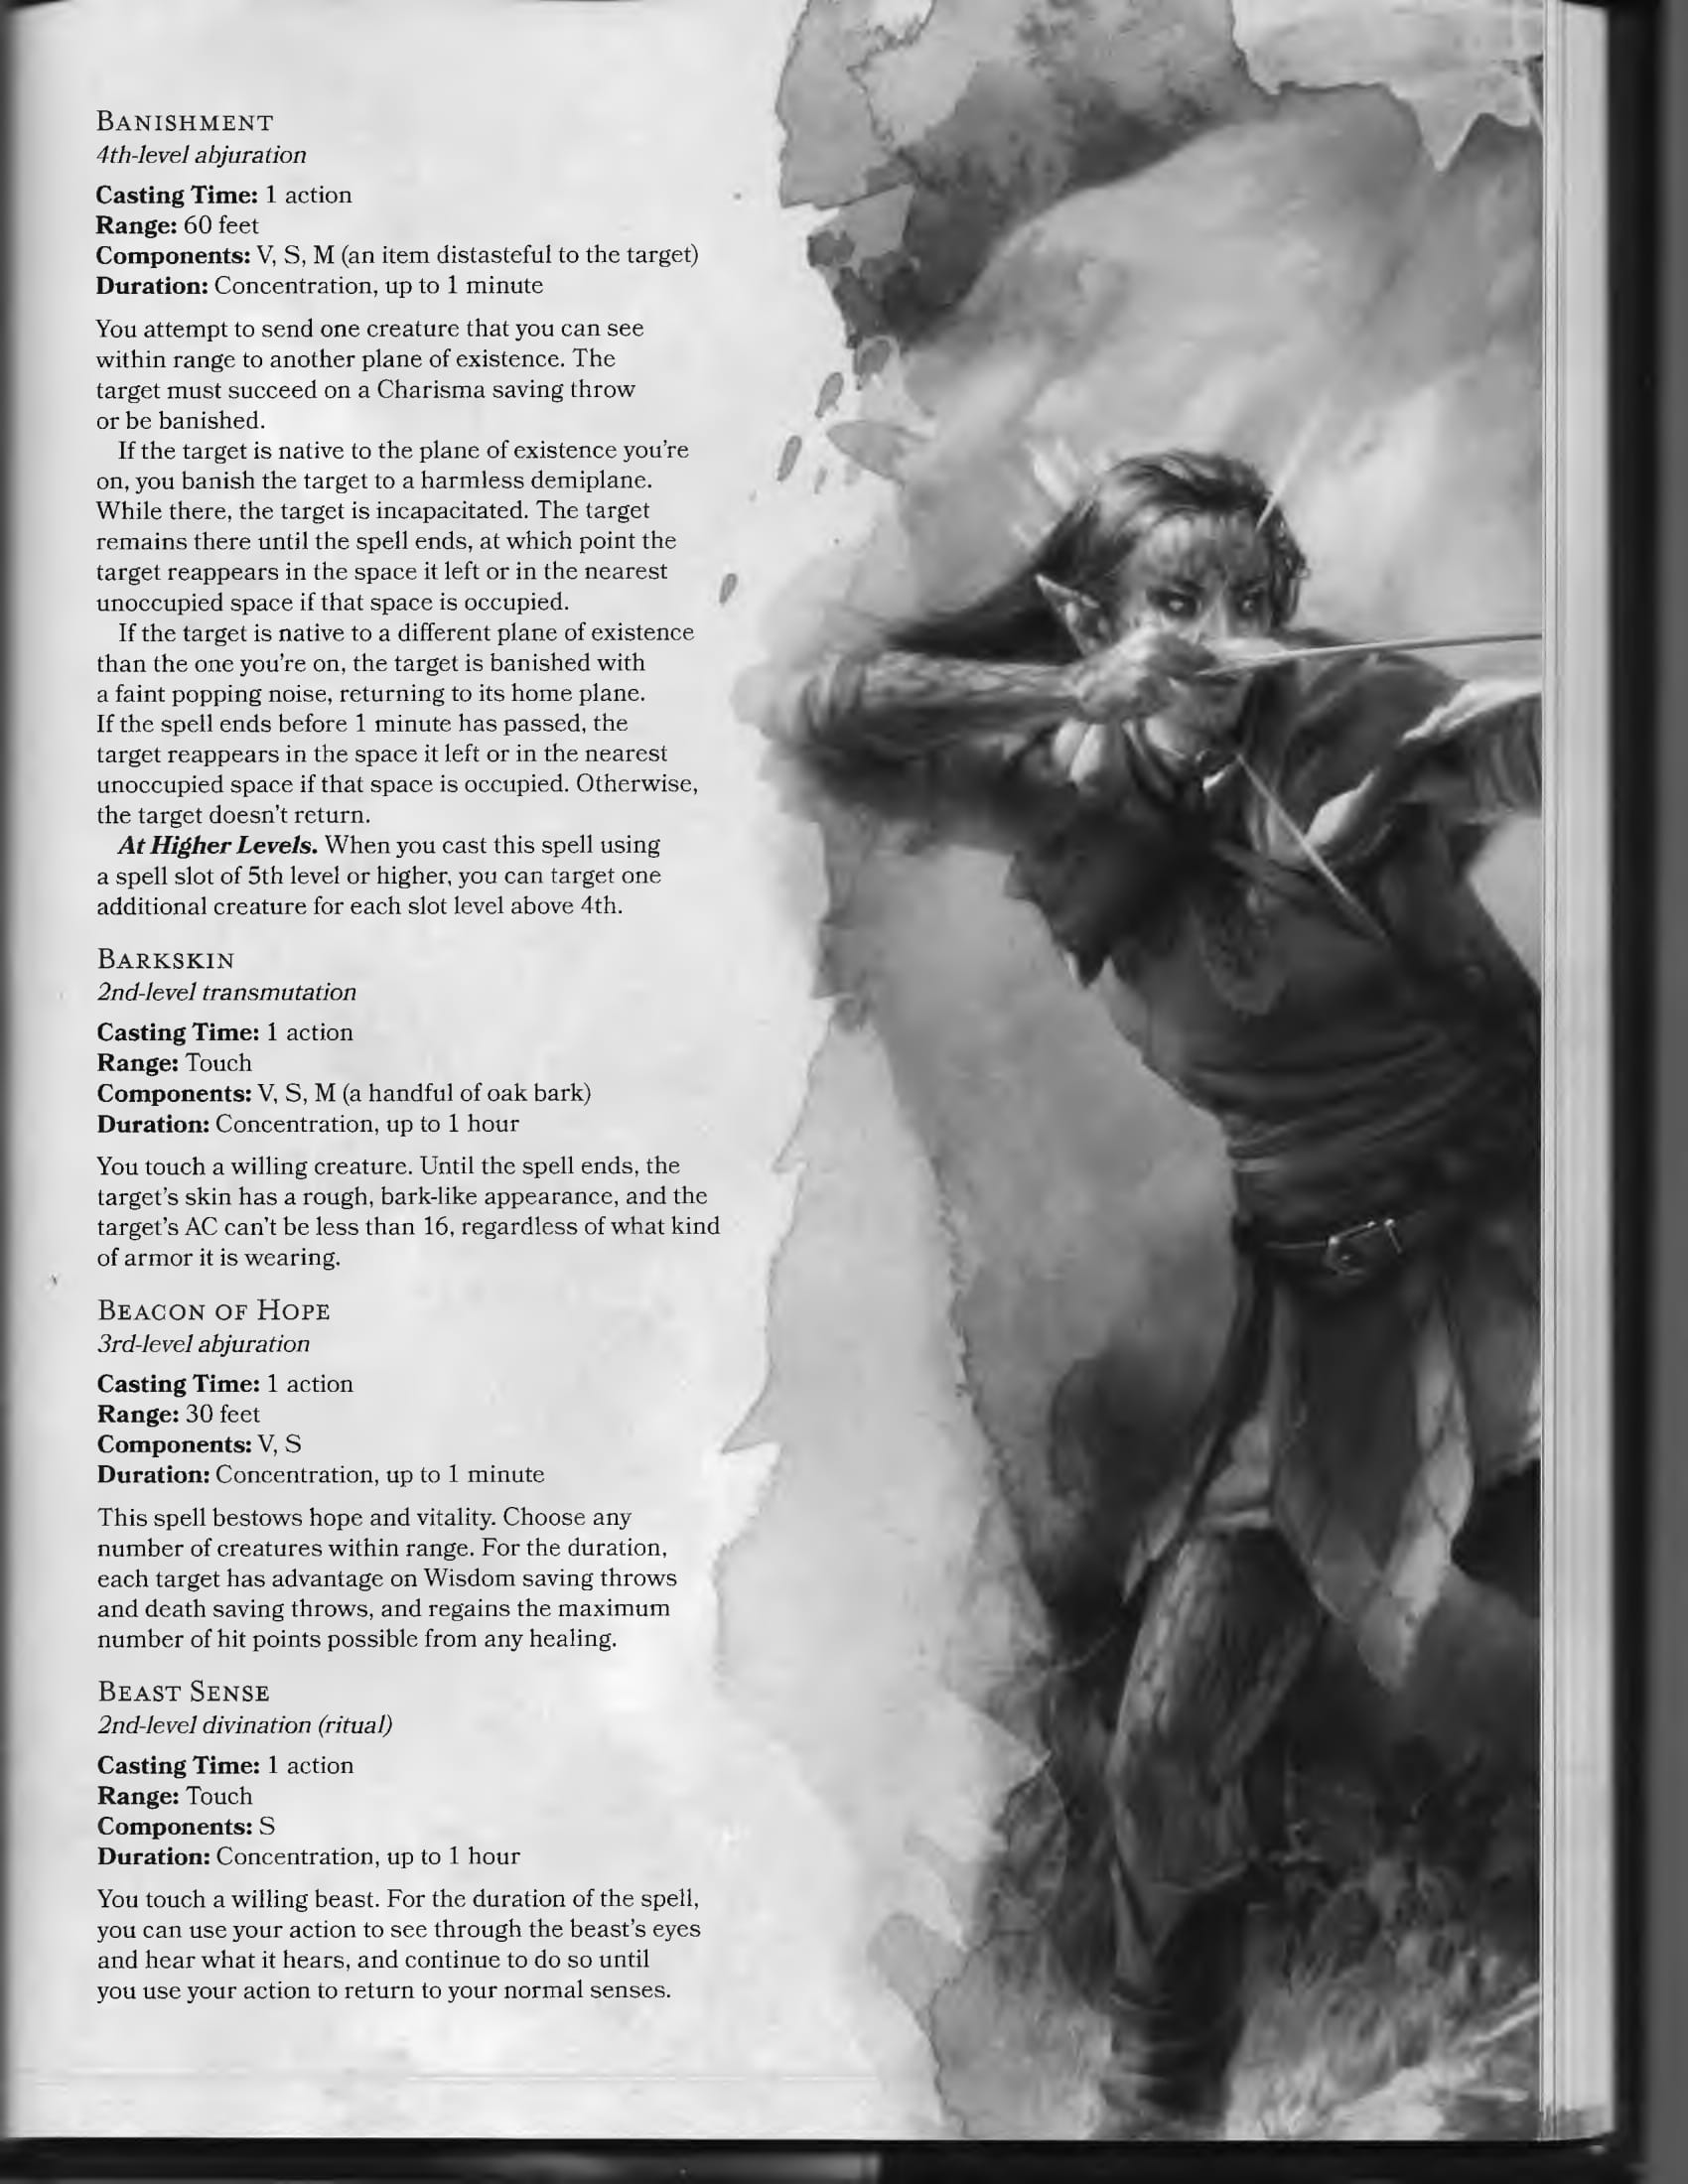 BANISHMENT
4th-level abjuration
Casting Time: 1 action
Range: 60 feet
Components: V, S, M (an item distasteful to the target)
Duration: Concentration, up to 1 minute
You attempt to send one creature that you can see
within range to another plane of existence. The
target must succeed on a Charisma saving throw
or be banished.
If the target is native to the plane of existence you're
on, you banish the target to a harmless demiplane.
While there, the target is incapacitated. The target
remains there until the spell ends, at which point the
target reappears in the space it left or in the nearest
unoccupied space if that space is occupied.
If the target is native to a different plane of existence
than the one you're on, the target is banished with
a faint popping noise, returning to its home plane.
If the spell ends before 1 minute has passed, the
target reappears in the space it left or in the nearest
unoccupied space if that space is occupied. Otherwise,
the target doesn't return.
At Higher Levels. When you cast this spell using
a spell slot of 5th level or higher, you can target one
additional creature for each slot level above 4th.
BARKSKIN
2nd-level transmutation
Casting Time: 1 action
Range: Touch
Components: V, S, M (a handful of oak bark)
Duration: Concentration, up to 1 hour
You touch a willing creature. Until the spell ends, the
target's skin has a rough, bark-like appearance, and the
target's AC can't be less than 16, regardless of what kind
of armor it is wearing.
BEACON OF HOPE
3rd-level abjuration
Casting Time: 1 action
Range: 30 feet
Components: V, S
Duration: Concentration, up to 1 minute
This spell bestows hope and vitality. Choose any
number of creatures within range. For the duration,
each target has advantage on Wisdom saving throws
and death saving throws, and regains the maximum
number of hit points possible from any healing.
BEAST SENSE
2nd-level divination (ritual)
Casting Time: 1 action
Range: Touch
Components: S
Duration: Concentration, up to 1 hour
You touch a willing beast. For the duration of the spell,
you can use your action to see through the beast's eyes
and hear what it hears, and continue to do so until
you use your action to return to your normal senses.